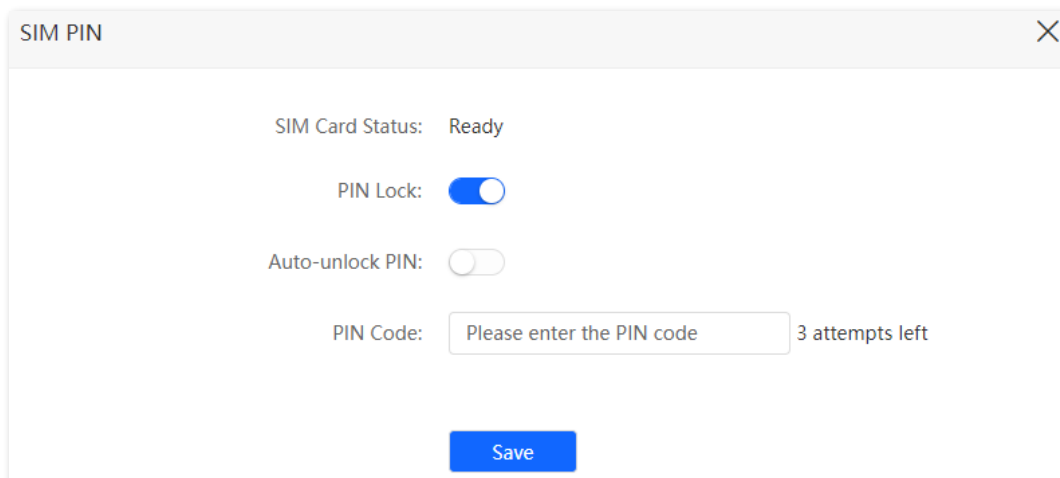 SIM PIN
SIM Card Status: Ready
PIN Lock:
Auto-unlock PIN:
PIN Code: Please enter the PIN code 3 attempts left
Save